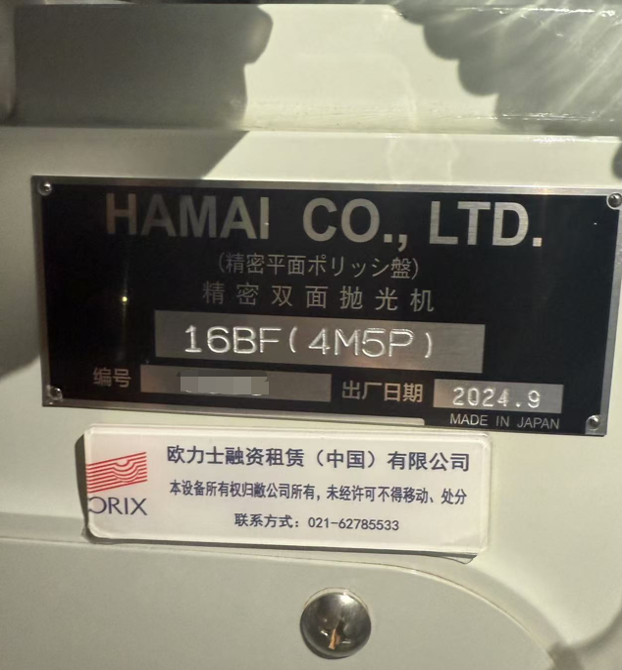 HAMAI CO., LTD.
(精密平面ポリッシ盤)
精密双面抛光机
16BF(4M5P)
编号
出厂日期 2024.9
MADE IN JAPAN
ORIX
欧力士融资租赁（中国）有限公司
本设备所有权归敝公司所有，未经许可不得移动、处分
联系方式：021-62785533